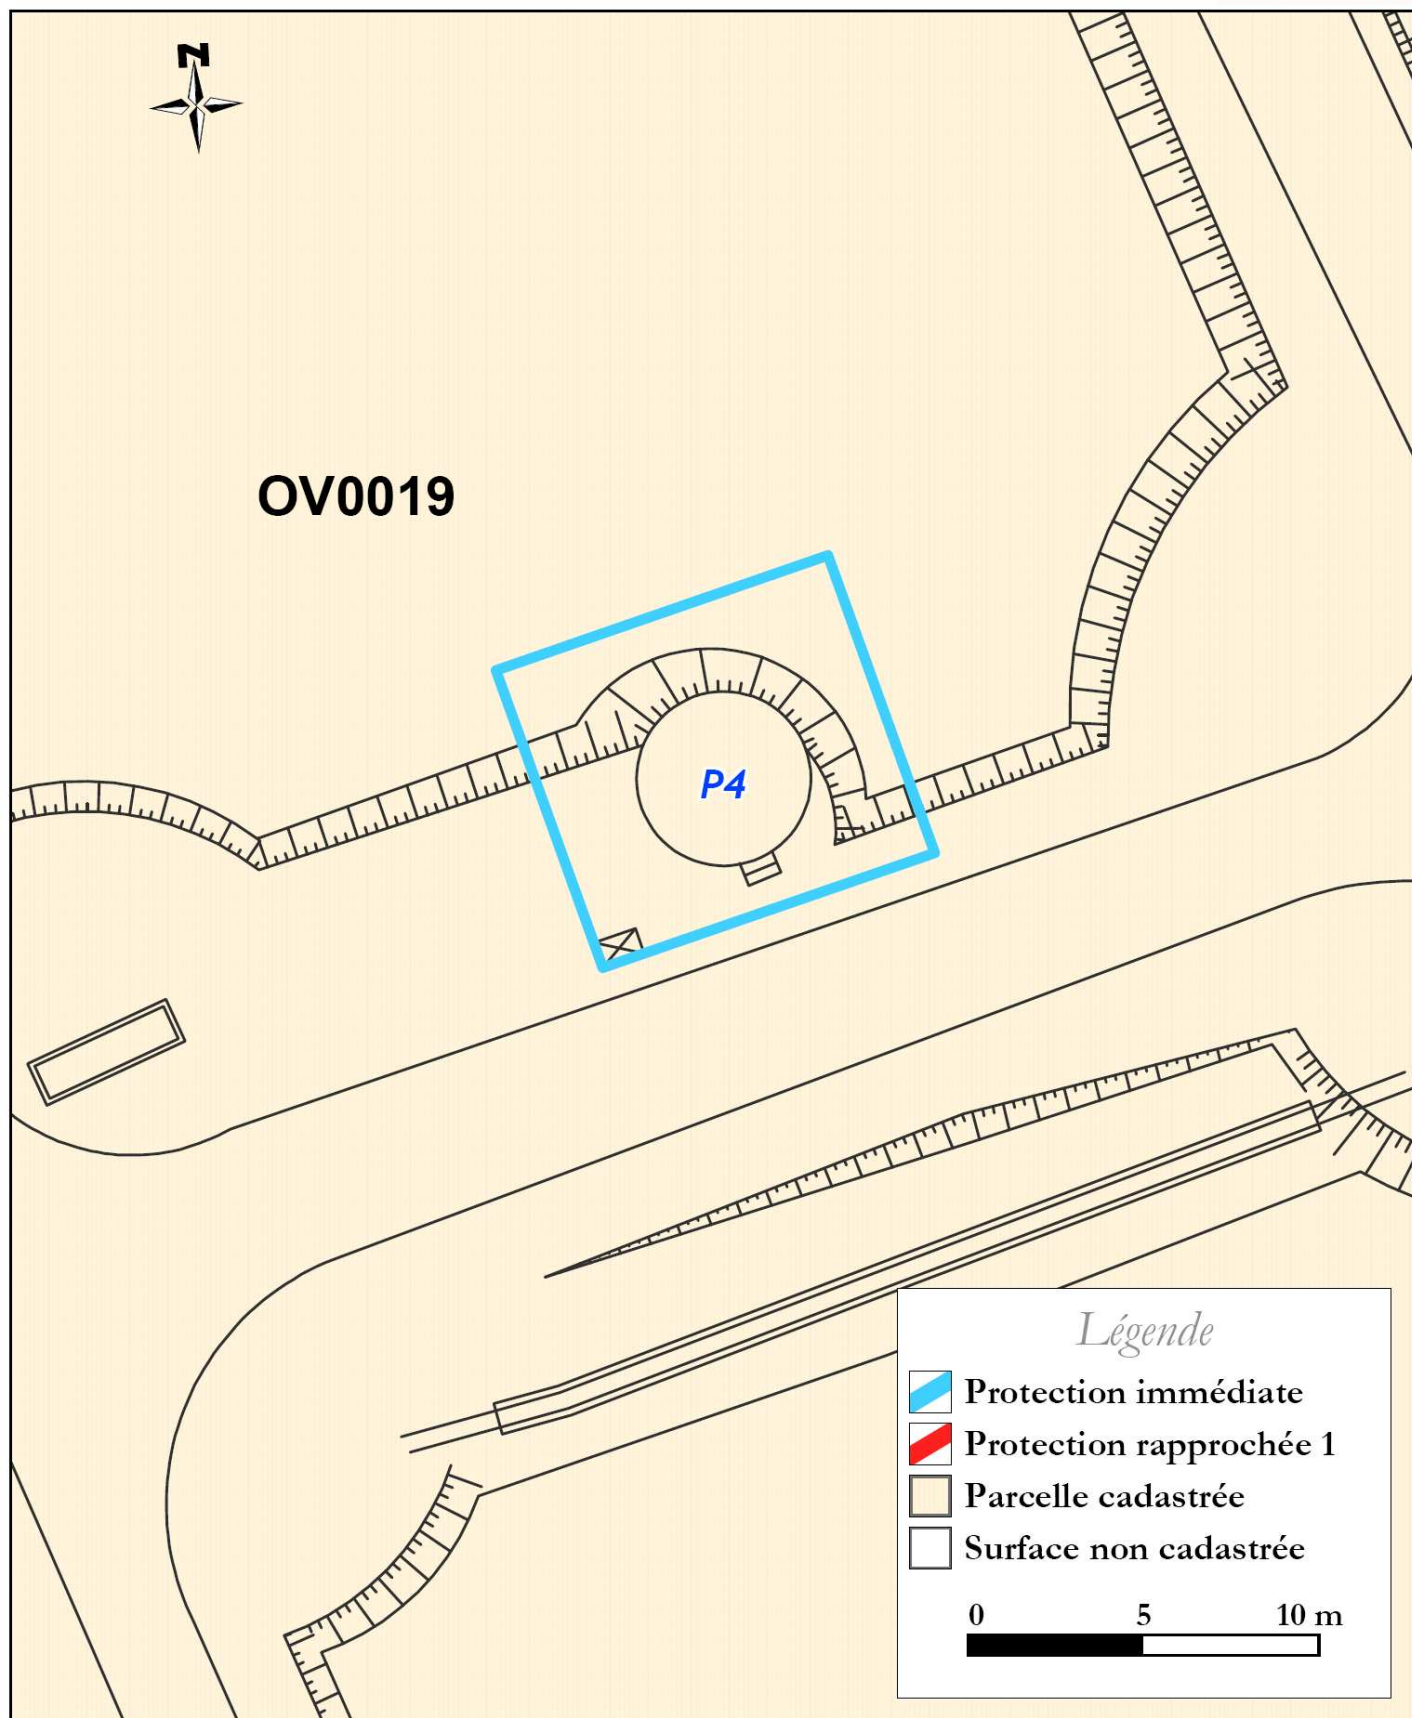 N
OV0019
P4
Légende
Protection immédiate
Protection rapprochée 1
Parcelle cadastrée
Surface non cadastrée
0 5 10 m